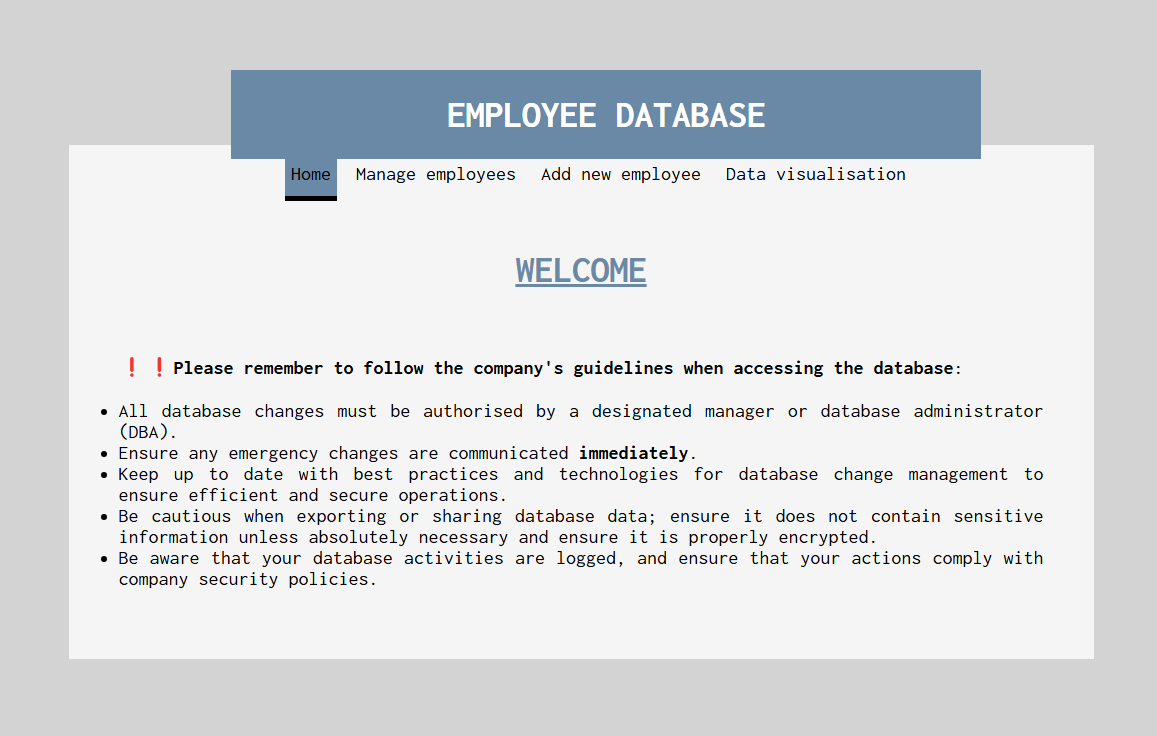 EMPLOYEE DATABASE
Home Manage employees Add new employee Data visualisation
WELCOME
❗ ❗Please remember to follow the company's guidelines when accessing the database:
• All database changes must be authorised by a designated manager or database administrator
(DBA).
• Ensure any emergency changes are communicated immediately.
• Keep up to date with best practices and technologies for database change management to
ensure efficient and secure operations.
• Be cautious when exporting or sharing database data; ensure it does not contain sensitive
information unless absolutely necessary and ensure it is properly encrypted.
• Be aware that your database activities are logged, and ensure that your actions comply with
company security policies.